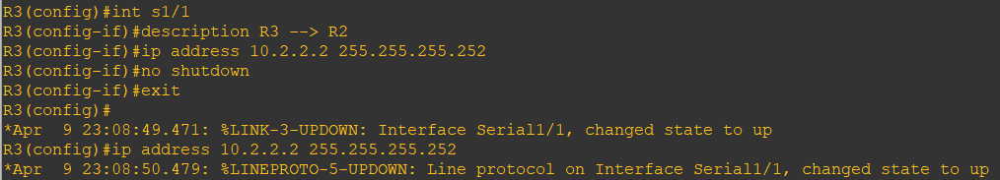 R3(config)#int s1/1
R3(config-if)#description R3 --> R2
R3(config-if)#ip address 10.2.2.2 255.255.255.252
R3(config-if)#no shutdown
R3(config-if)#exit
R3(config)#
*Apr  9 23:08:49.471: %LINK-3-UPDOWN: Interface Serial1/1, changed state to up
R3(config)#ip address 10.2.2.2 255.255.255.252
*Apr  9 23:08:50.479: %LINEPROTO-5-UPDOWN: Line protocol on Interface Serial1/1, changed state to up